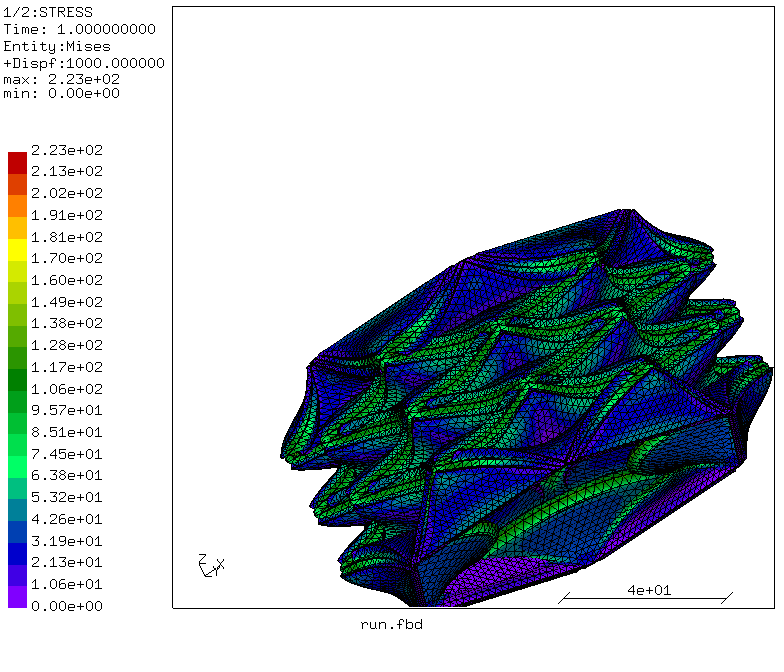 1/2:STRESS
Time: 1.000000000
Entity:Mises
+Dispf:1000.000000
max: 2.23e+02
min: 0.00e+00
2.23e+02
2.13e+02
2.02e+02
1.91e+02
1.81e+02
1.70e+02
1.60e+02
1.49e+02
1.38e+02
1.28e+02
1.17e+02
1.06e+02
9.57e+01
8.51e+01
7.45e+01
6.38e+01
5.32e+01
4.26e+01
3.19e+01
2.13e+01
1.06e+01
0.00e+00
Z
Y
X
4e+01
run.fbd